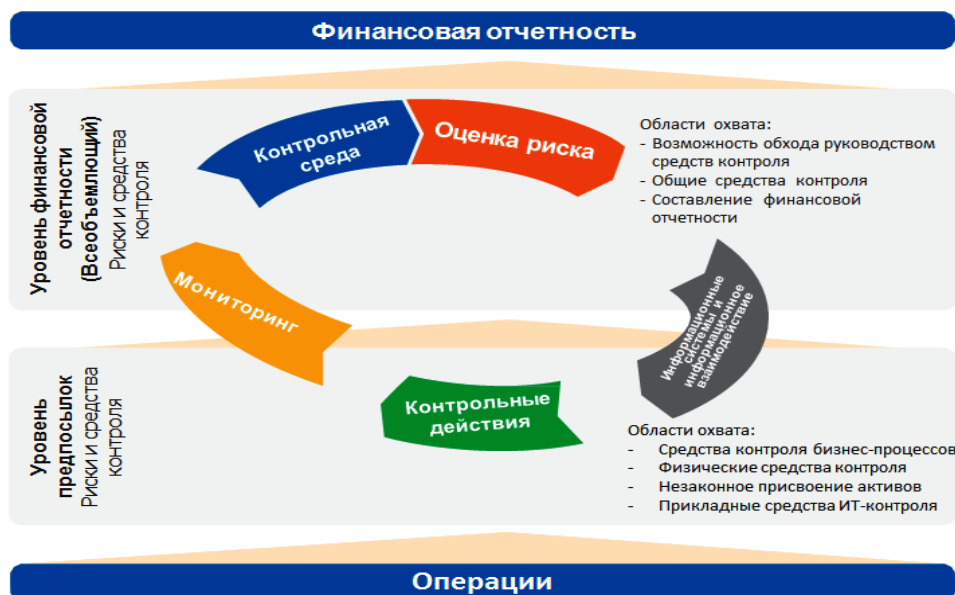 Финансовая отчетность
Уровень финансовой
отчетности
(Всеобъемлющий)
Риски и средства
контроля
Контрольная
среда
Оценка риска
Области охвата:
- Возможность обхода руководством
средств контроля
- Общие средства контроля
- Составление финансовой
отчетности
Мониторинг
Информационные
системы и
информационное
взаимодействие
Уровень
предпосылок
Риски и средства
контроля
Контрольные
действия
Области охвата:
- Средства контроля бизнес-процессов
- Физические средства контроля
- Незаконное присвоение активов
- Прикладные средства ИТ-контроля
Операции